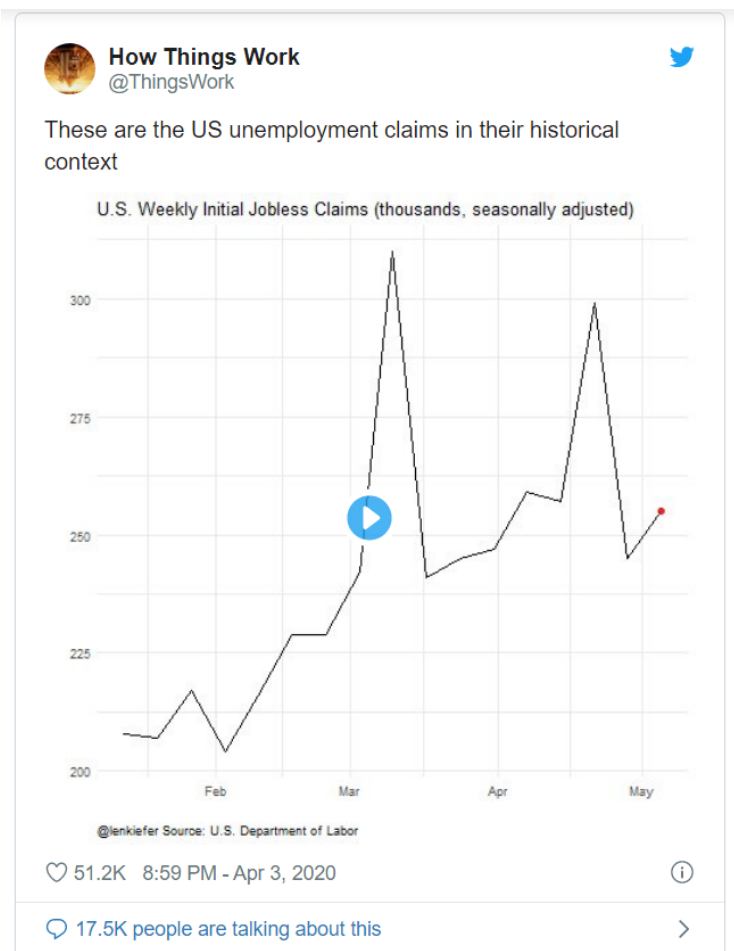 How Things Work
@ThingsWork
These are the US unemployment claims in their historical
context
U.S. Weekly Initial Jobless Claims (thousands, seasonally adjusted)
300
275
250
225
200
Feb Mar Apr May
@lenkiefer Source: U.S. Department of Labor
51.2K 8:59 PM - Apr 3, 2020
17.5K people are talking about this